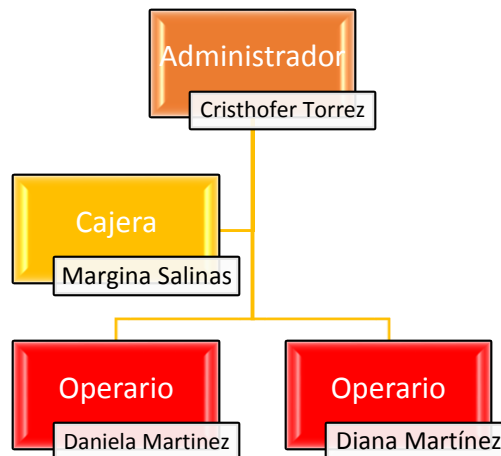 Administrador
Cristhofer Torrez
Cajera
Margina Salinas
Operario
Daniela Martinez
Operario
Diana Martínez